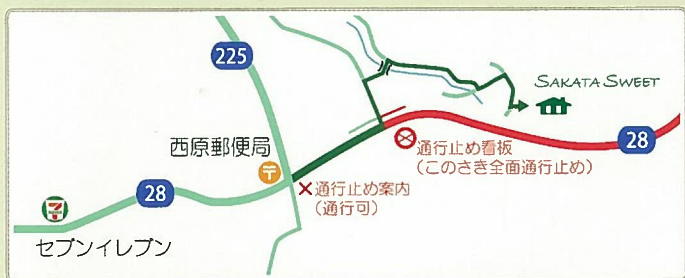 225
SAKATA SWEET
西原郵便局
〒
通行止め看板
(このさき全面通行止め)
28
28
通行止め案内
(通行可)
7
セブンイレブン